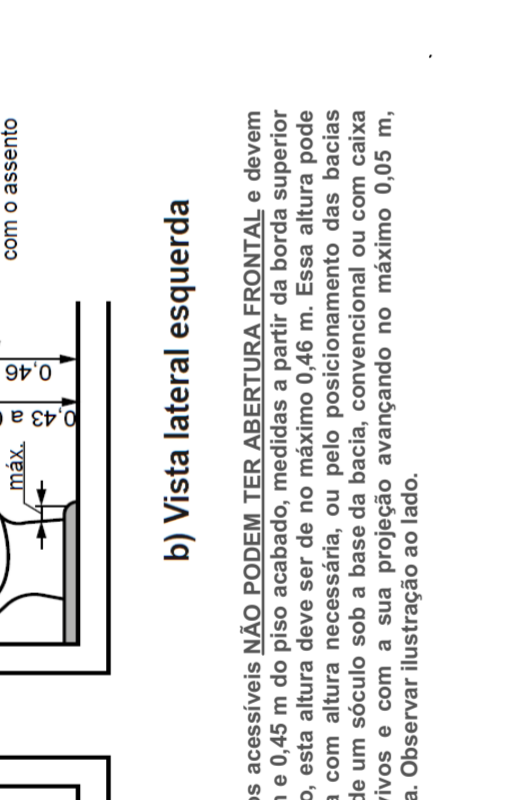 com o assento
0,46
0,43 a
máx.
b) Vista lateral esquerda
acessíveis NÃO PODEM TER ABERTURA FRONTAL e devem
e 0,45 m do piso acabado, medidas a partir da borda superior
esta altura deve ser de no máximo 0,46 m. Essa altura pode
com altura necessária, ou pelo posicionamento das bacias
de um sóculo sob a base da bacia, convencional ou com caixa
e com a sua projeção avançando no máximo 0,05 m,
Observar ilustração ao lado.